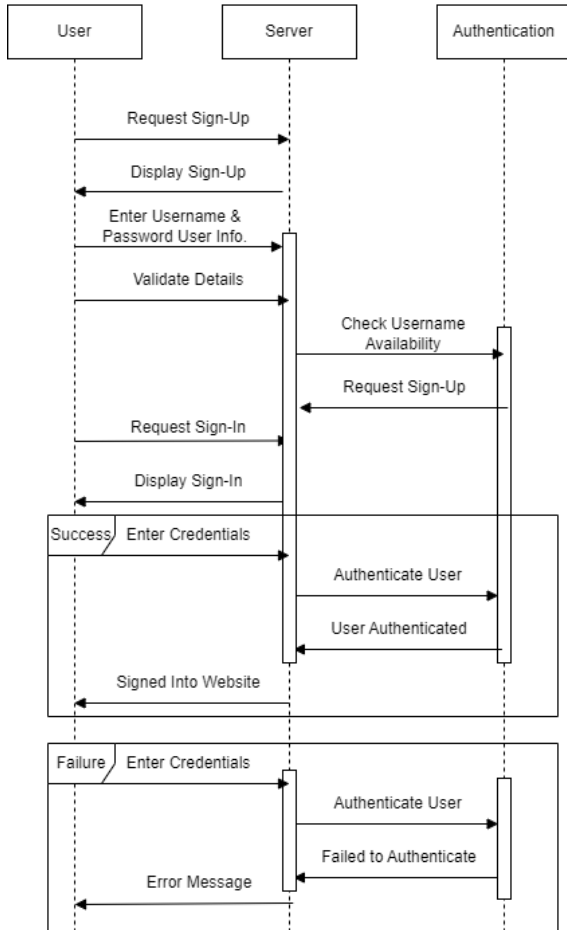 User
Server
Authentication
Request Sign-Up
Display Sign-Up
Enter Username &
Password User Info.
Validate Details
Check Username
Availability
Request Sign-Up
Request Sign-In
Display Sign-In
Success
Enter Credentials
Authenticate User
User Authenticated
Signed Into Website
Failure
Enter Credentials
Authenticate User
Failed to Authenticate
Error Message